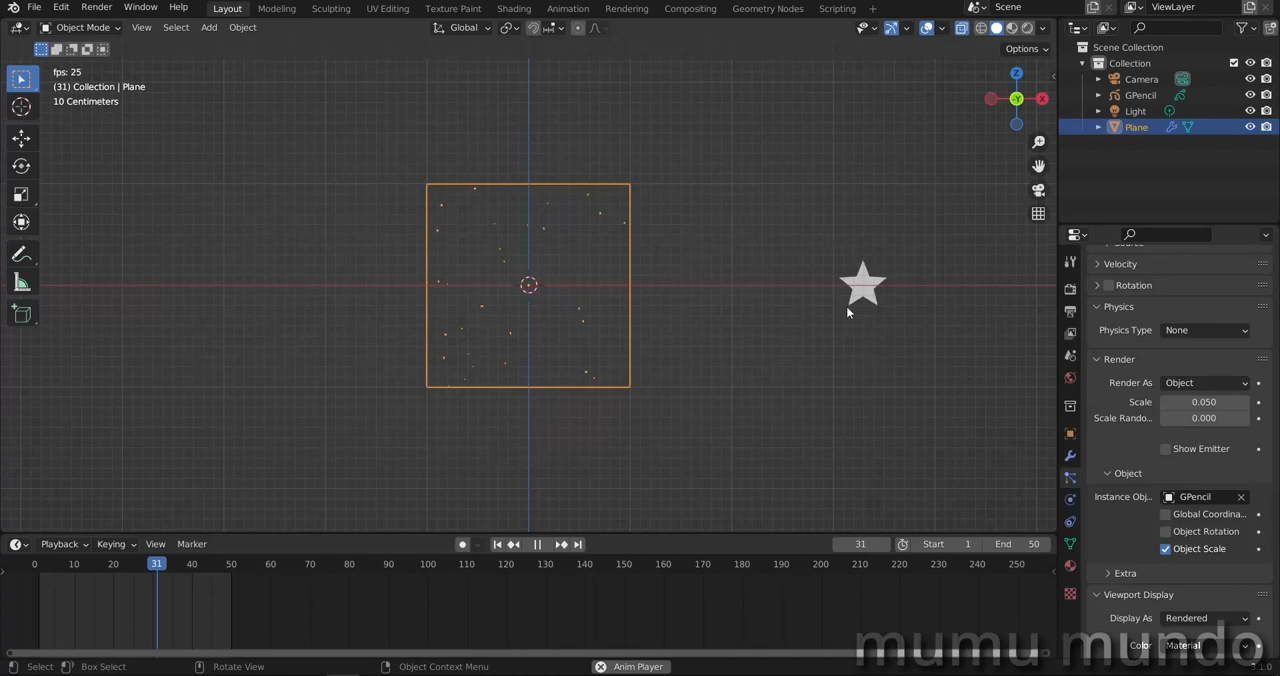 File Edit Render Window Help Layout Modeling Sculpting UV Editing Texture Paint Shading Animation Rendering Compositing Geometry Nodes Scripting + Scene ViewLayer
Object Mode View Select Add Object Global
Options
fps: 25
(31) Collection | Plane
10 Centimeters
Z
-Y
X
Scene Collection
Collection
Camera
GPencil
Light
Plane
Velocity
Rotation
Physics
Physics Type None
Render
Render As Object
Scale 0.050
Scale Rando... 0.000
Show Emitter
Object
Instance Obj... GPencil
Global Coordina...
Object Rotation
Object Scale
Extra
Viewport Display
Display As Rendered
Color Material
Playback Keying View Marker 31 Start 1 End 50
0 10 20 31 40 50 60 70 80 90 100 110 120 130 140 150 160 170 180 190 200 210 220 230 240 250
Select Box Select Rotate View Object Context Menu Anim Player 3.1.0
mumu mundo